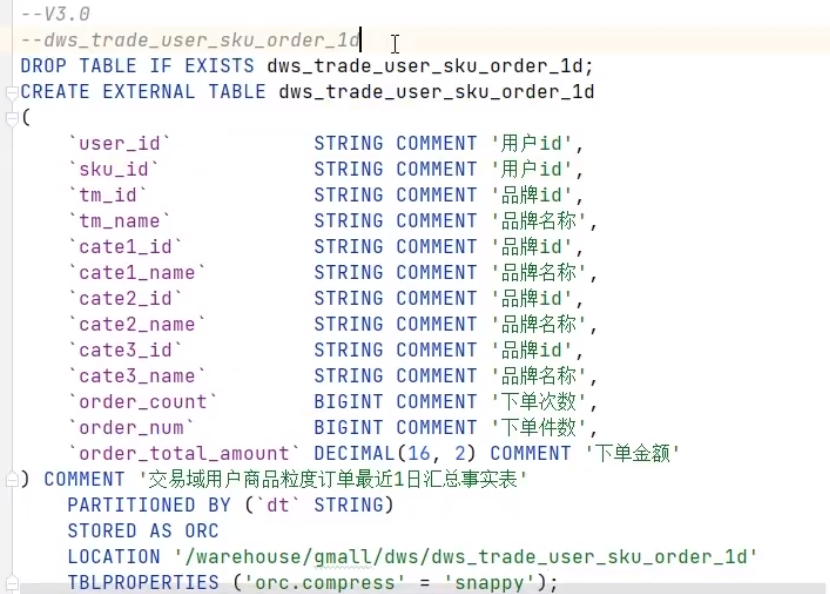 --V3.0
--dws_trade_user_sku_order_1d
DROP TABLE IF EXISTS dws_trade_user_sku_order_1d;
CREATE EXTERNAL TABLE dws_trade_user_sku_order_1d
(
    `user_id`            STRING COMMENT '用户id',
    `sku_id`             STRING COMMENT '用户id',
    `tm_id`              STRING COMMENT '品牌id',
    `tm_name`            STRING COMMENT '品牌名称',
    `cate1_id`           STRING COMMENT '品牌id',
    `cate1_name`         STRING COMMENT '品牌名称',
    `cate2_id`           STRING COMMENT '品牌id',
    `cate2_name`         STRING COMMENT '品牌名称',
    `cate3_id`           STRING COMMENT '品牌id',
    `cate3_name`         STRING COMMENT '品牌名称',
    `order_count`        BIGINT COMMENT '下单次数',
    `order_num`          BIGINT COMMENT '下单件数',
    `order_total_amount` DECIMAL(16, 2) COMMENT '下单金额'
) COMMENT '交易域用户商品粒度订单最近1日汇总事实表'
    PARTITIONED BY (`dt` STRING)
    STORED AS ORC
    LOCATION '/warehouse/gmall/dws/dws_trade_user_sku_order_1d'
    TBLPROPERTIES ('orc.compress' = 'snappy');